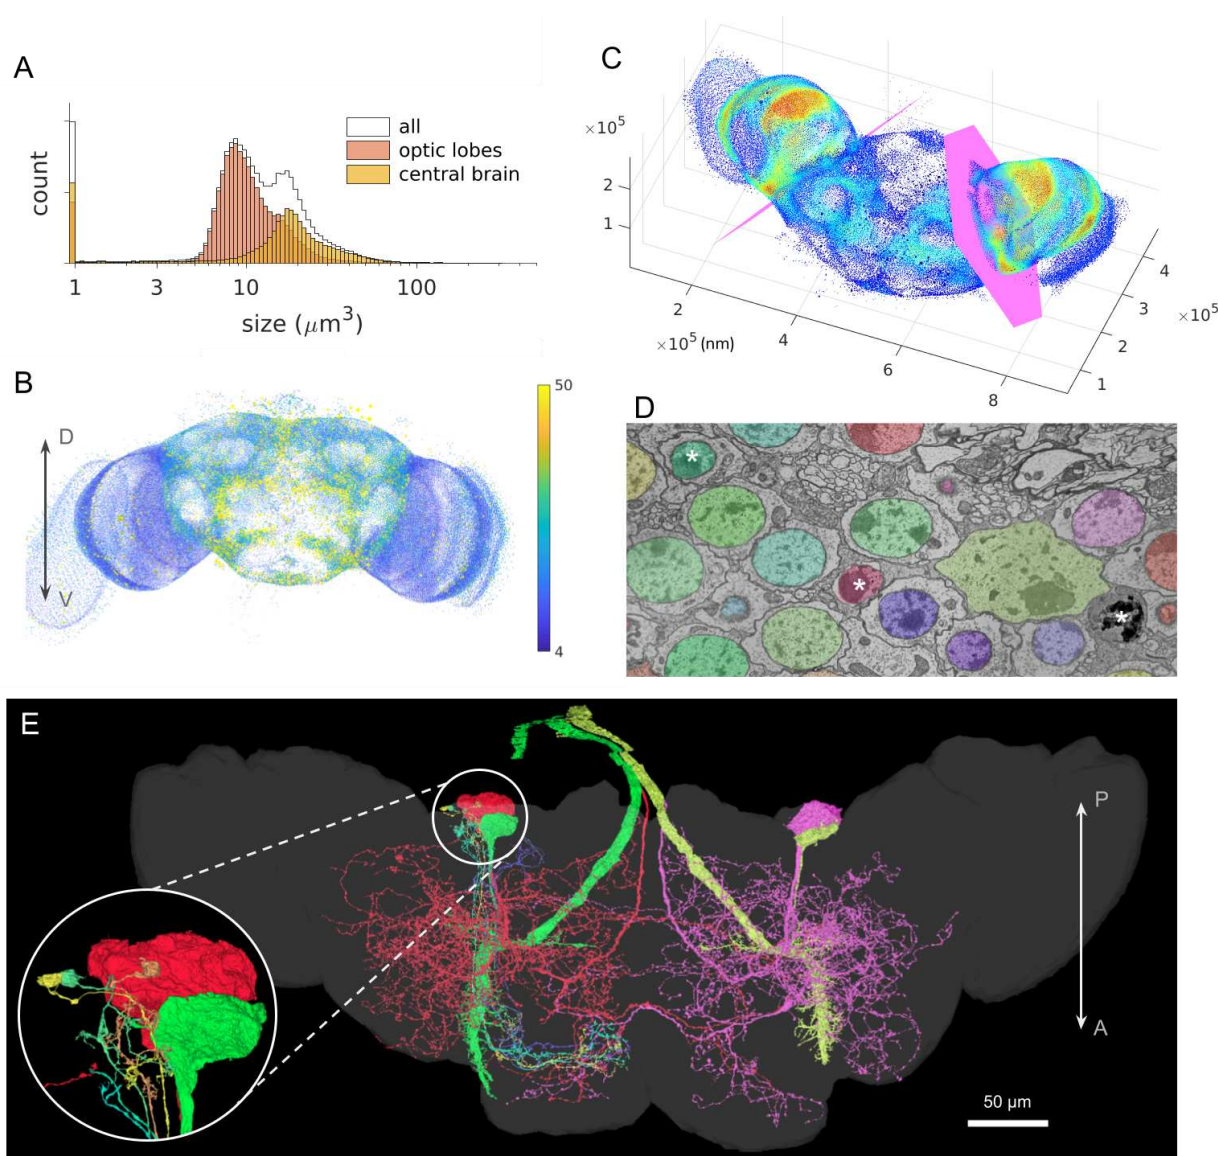 A
count
all
optic lobes
central brain
1 3 10 100
size (μm³)
B
D
V
50
4
C
×10⁵
2
1
2
4
6
8
×10⁵ (nm)
4
3
2
1
×10⁵
D
*
*
*
E
P
A
50 μm